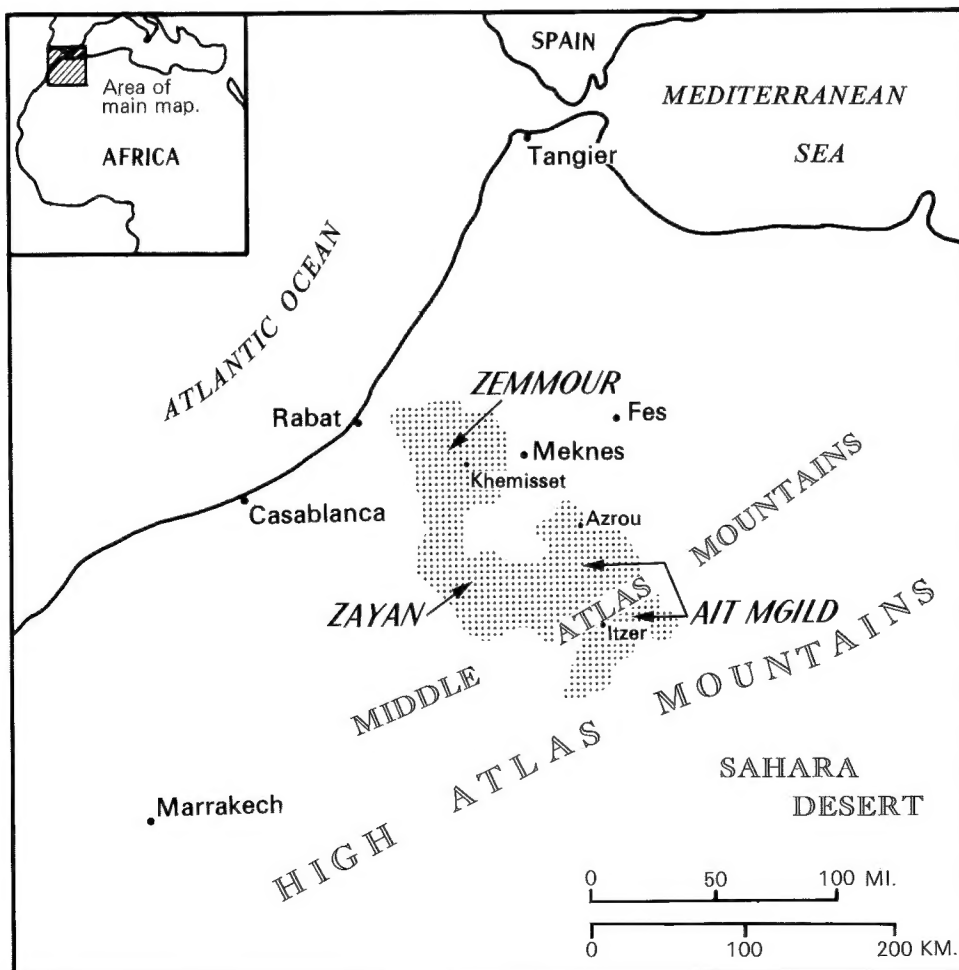 Area of
main map.
AFRICA
SPAIN
MEDITERRANEAN
SEA
Tangier
ATLANTIC OCEAN
ZEMMOUR
Rabat
Fes
Meknes
Khemisset
Casablanca
Azrou
MIDDLE ATLAS MOUNTAINS
ZAYAN
AIT MGILD
Itzer
HIGH ATLAS MOUNTAINS
SAHARA
DESERT
Marrakech
0 50 100 MI.
0 100 200 KM.